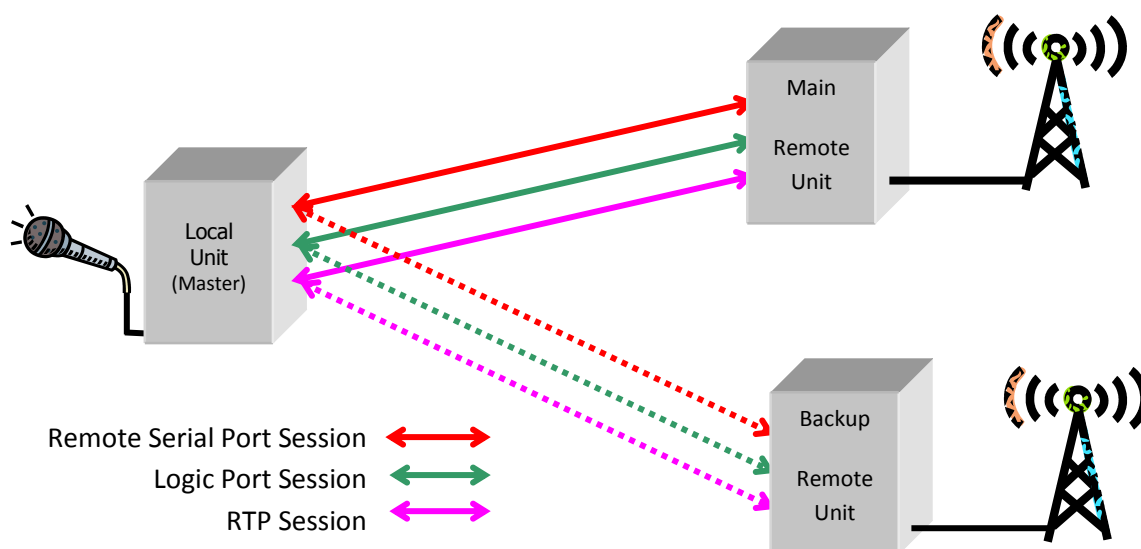 Main
Remote
Unit
Local
Unit
(Master)
Backup
Remote
Unit
Remote Serial Port Session
Logic Port Session
RTP Session